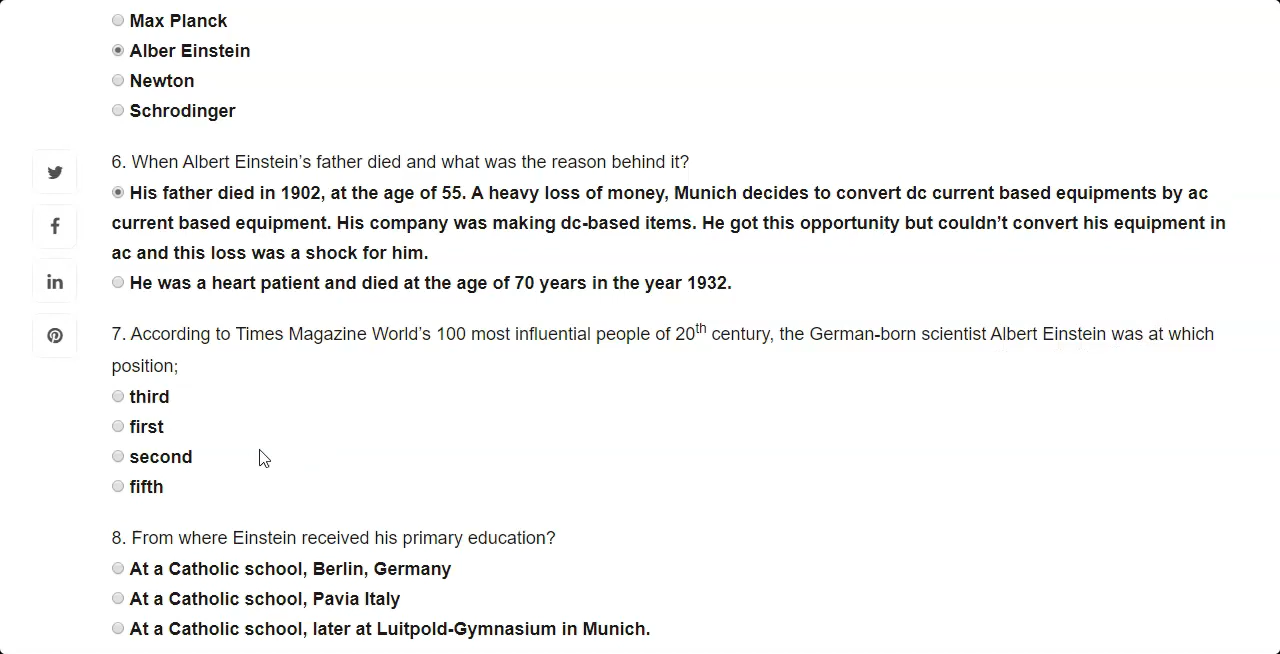 Max Planck
Alber Einstein
Newton
Schrodinger
6. When Albert Einstein’s father died and what was the reason behind it?
His father died in 1902, at the age of 55. A heavy loss of money, Munich decides to convert dc current based equipments by ac
current based equipment. His company was making dc-based items. He got this opportunity but couldn’t convert his equipment in
ac and this loss was a shock for him.
He was a heart patient and died at the age of 70 years in the year 1932.
7. According to Times Magazine World’s 100 most influential people of 20th century, the German-born scientist Albert Einstein was at which
position;
third
first
second
fifth
8. From where Einstein received his primary education?
At a Catholic school, Berlin, Germany
At a Catholic school, Pavia Italy
At a Catholic school, later at Luitpold-Gymnasium in Munich.